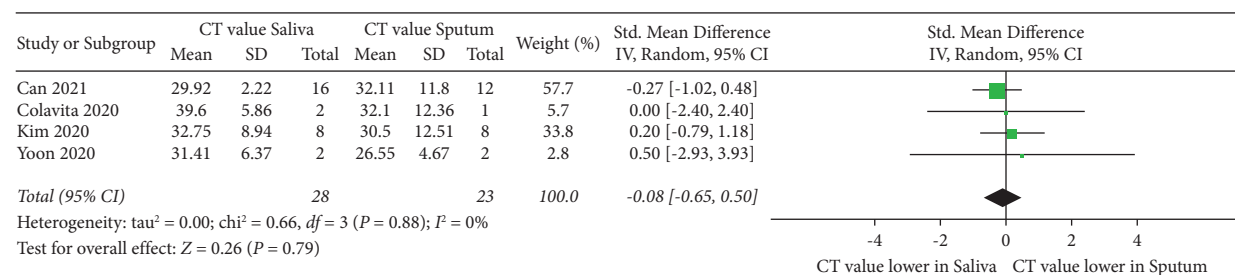 Study or Subgroup CT value Saliva CT value Sputum Weight (%) Std. Mean Difference Std. Mean Difference
Mean SD Total Mean SD Total IV, Random, 95% CI IV, Random, 95% CI
Can 2021 29.92 2.22 16 32.11 11.8 12 57.7 -0.27 [-1.02, 0.48]
Colavita 2020 39.6 5.86 2 32.1 12.36 1 5.7 0.00 [-2.40, 2.40]
Kim 2020 32.75 8.94 8 30.5 12.51 8 33.8 0.20 [-0.79, 1.18]
Yoon 2020 31.41 6.37 2 26.55 4.67 2 2.8 0.50 [-2.93, 3.93]
Total (95% CI) 28 23 100.0 -0.08 [-0.65, 0.50]
Heterogeneity: tau² = 0.00; chi² = 0.66, df = 3 (P = 0.88); I² = 0%
Test for overall effect: Z = 0.26 (P = 0.79)
-4 -2 0 2 4
CT value lower in Saliva CT value lower in Sputum